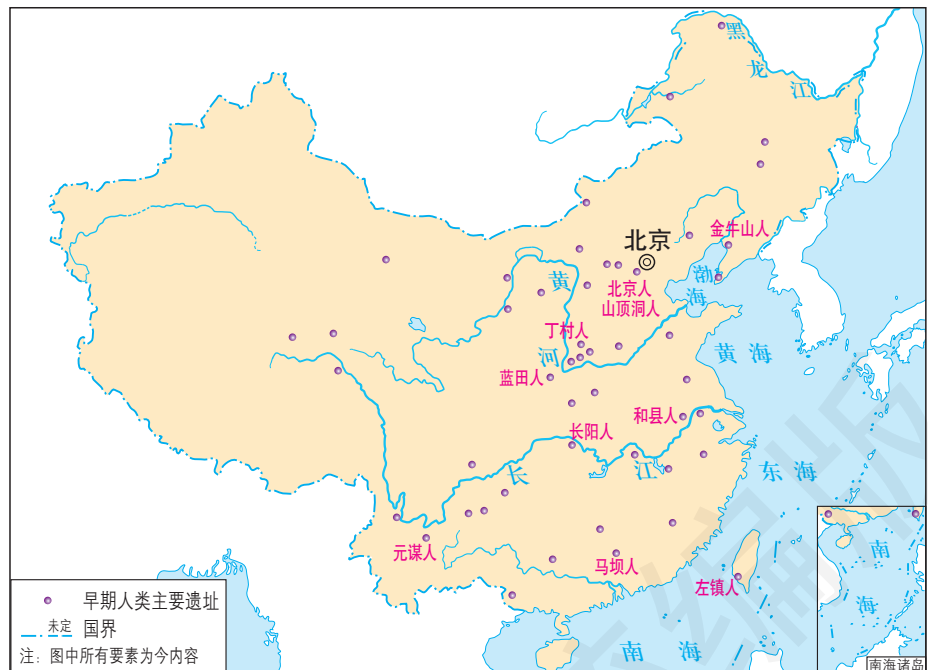 黑
龙
江
金牛山人
北京
渤
海
北京人
山顶洞人
黄
河
丁村人
黄 海
蓝田人
和县人
长阳人
长
江
东 海
元谋人
马坝人
左镇人
南 海
南
海
南海诸岛
早期人类主要遗址
未定 国界
注：图中所有要素为今内容